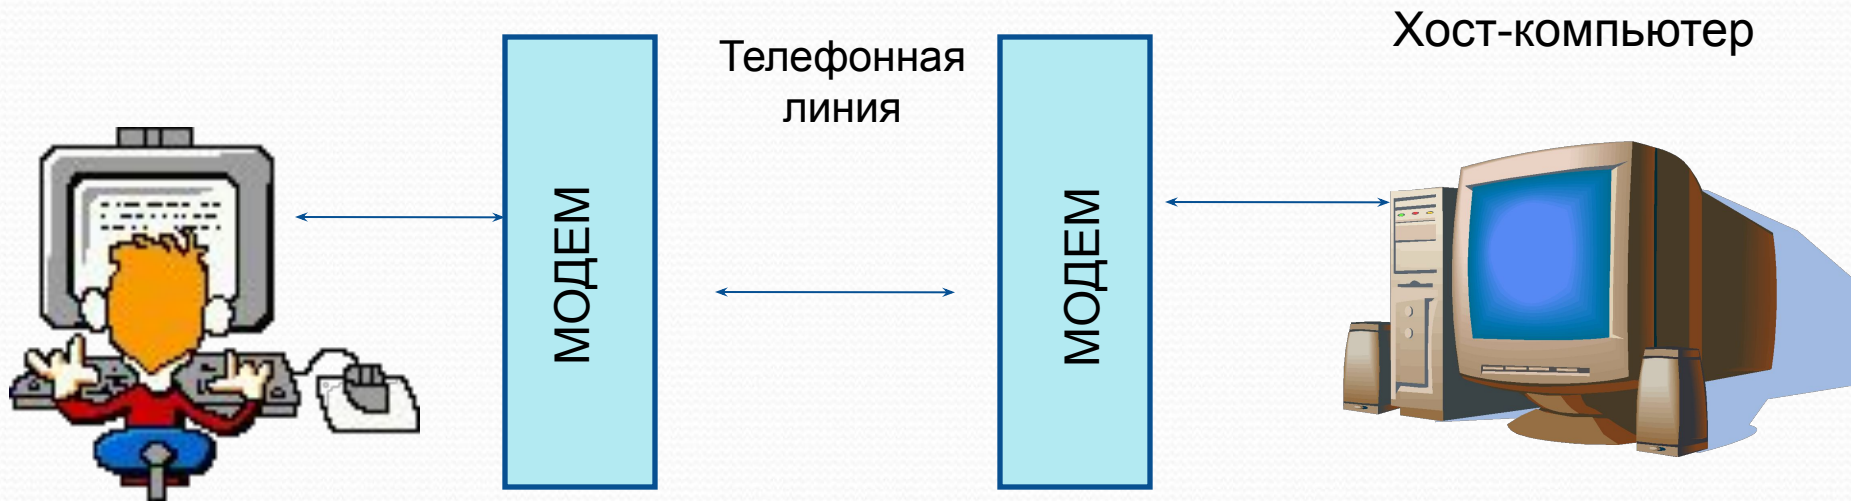 Хост-компьютер
Телефонная
линия
МОДЕМ
МОДЕМ